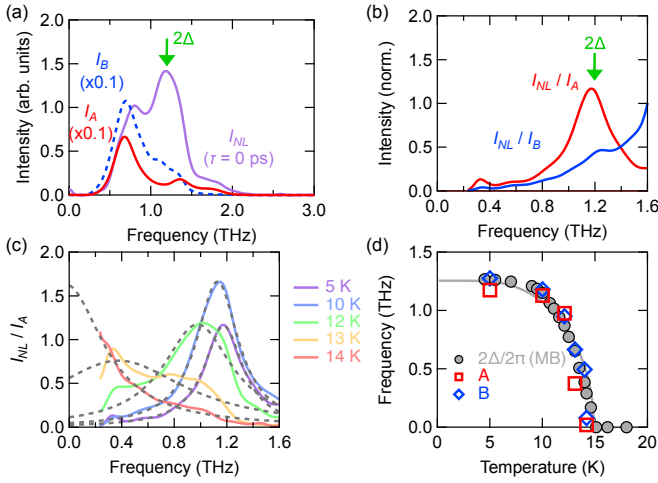 (a)
2.0
1.5
1.0
0.5
0.0
Intensity (arb. units)
I_B
(x0.1)
I_A
(x0.1)
2Δ
I_NL
(τ = 0 ps)
0.0
1.0
2.0
3.0
Frequency (THz)
(b)
2.0
1.5
1.0
0.5
0.0
Intensity (norm.)
2Δ
I_NL / I_A
I_NL / I_B
0.0
0.4
0.8
1.2
1.6
Frequency (THz)
(c)
2.0
1.5
1.0
0.5
0.0
I_NL / I_A
5 K
10 K
12 K
13 K
14 K
0.0
0.4
0.8
1.2
1.6
Frequency (THz)
(d)
1.5
1.0
0.5
0.0
Frequency (THz)
2Δ/2π (MB)
A
B
0
5
10
15
20
Temperature (K)